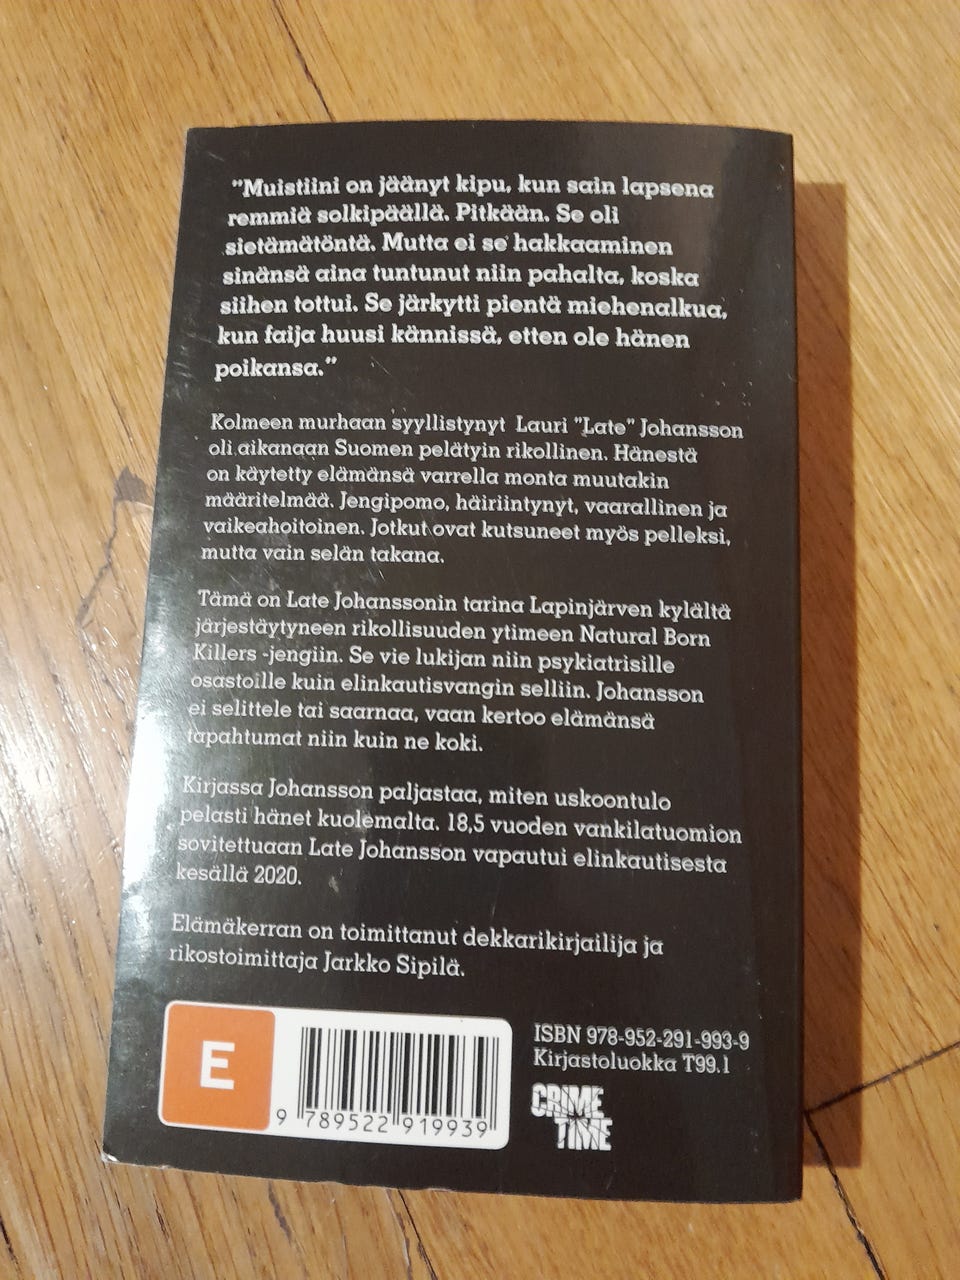 "Muistiini on jäänyt kipu, kun sain lapsena
remmiä solkipäällä. Pitkään. Se oli
sietämätöntä. Mutta ei se hakkaaminen
sinänsä aina tuntunut niin pahalta, koska
siihen tottui. Se järkytti pientä miehenalkua,
kun faija huusi kännissä, etten ole hänen
poikansa."
Kolmeen murhaan syyllistynyt Lauri "Late" Johansson
oli aikanaan Suomen pelätyin rikollinen. Hänestä
on käytetty elämänsä varrella monta muutakin
määritelmää. Jengipomo, häiriintynyt, vaarallinen ja
vaikeahoitoinen. Jotkut ovat kutsuneet myös pelleksi,
mutta vain selän takana.
Tämä on Late Johanssonin tarina Lapinjärven kylältä
järjestäytyneen rikollisuuden ytimeen Natural Born
Killers -jengiin. Se vie lukijan niin psykiatrisille
osastoille kuin elinkautisvangin selliin. Johansson
ei selittele tai saarnaa, vaan kertoo elämänsä
tapahtumat niin kuin ne koki.
Kirjassa Johansson paljastaa, miten uskoontulo
pelasti hänet kuolemalta. 18,5 vuoden vankilatuomion
sovitettuaan Late Johansson vapautui elinkautisesta
kesällä 2020.
Elämäkerran on toimittanut dekkarikirjailija ja
rikostoimittaja Jarkko Sipilä.
E
9 789522 919939
ISBN 978-952-291-993-9
Kirjastoluokka T99.1
CRIME
TIME